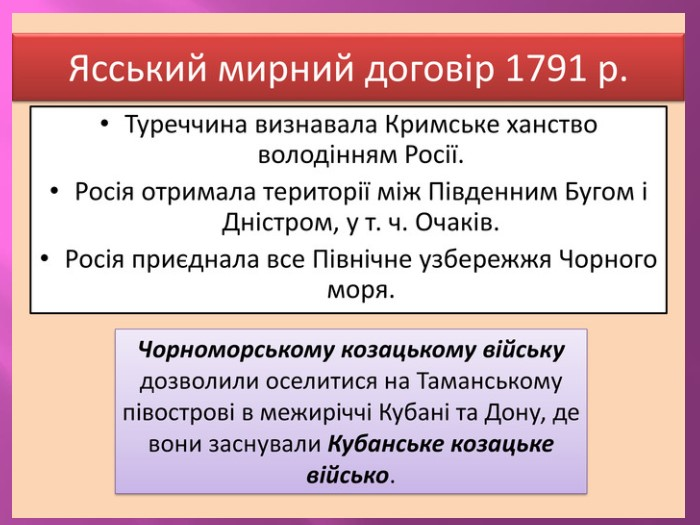 Ясський мирний договір 1791 р.
• Туреччина визнавала Кримське ханство
володінням Росії.
• Росія отримала території між Південним Бугом і
Дністром, у т. ч. Очаків.
• Росія приєднала все Північне узбережжя Чорного
моря.
Чорноморському козацькому війську
дозволили оселитися на Таманському
півострові в межиріччі Кубані та Дону, де
вони заснували Кубанське козацьке
військо.